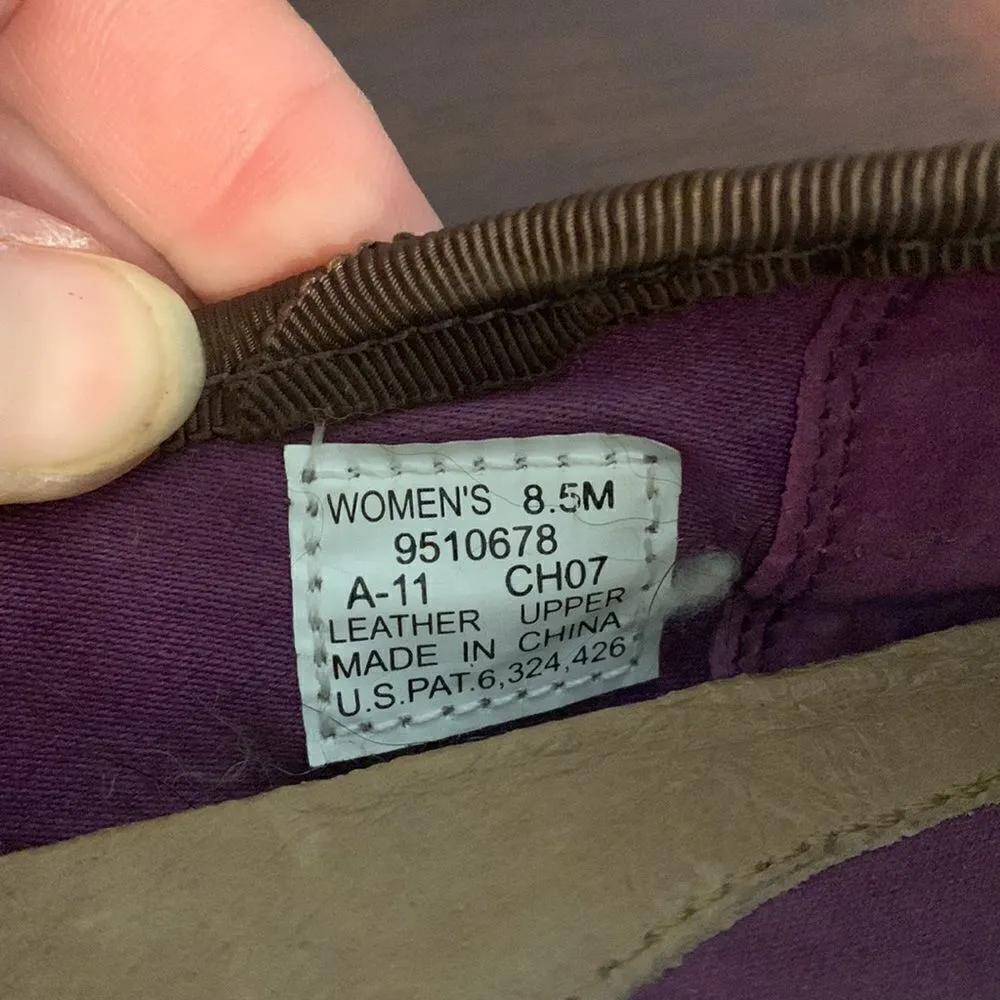 WOMEN'S 8.5M
9510678
A-11 CH07
LEATHER UPPER
MADE IN CHINA
U.S.PAT.6,324,426